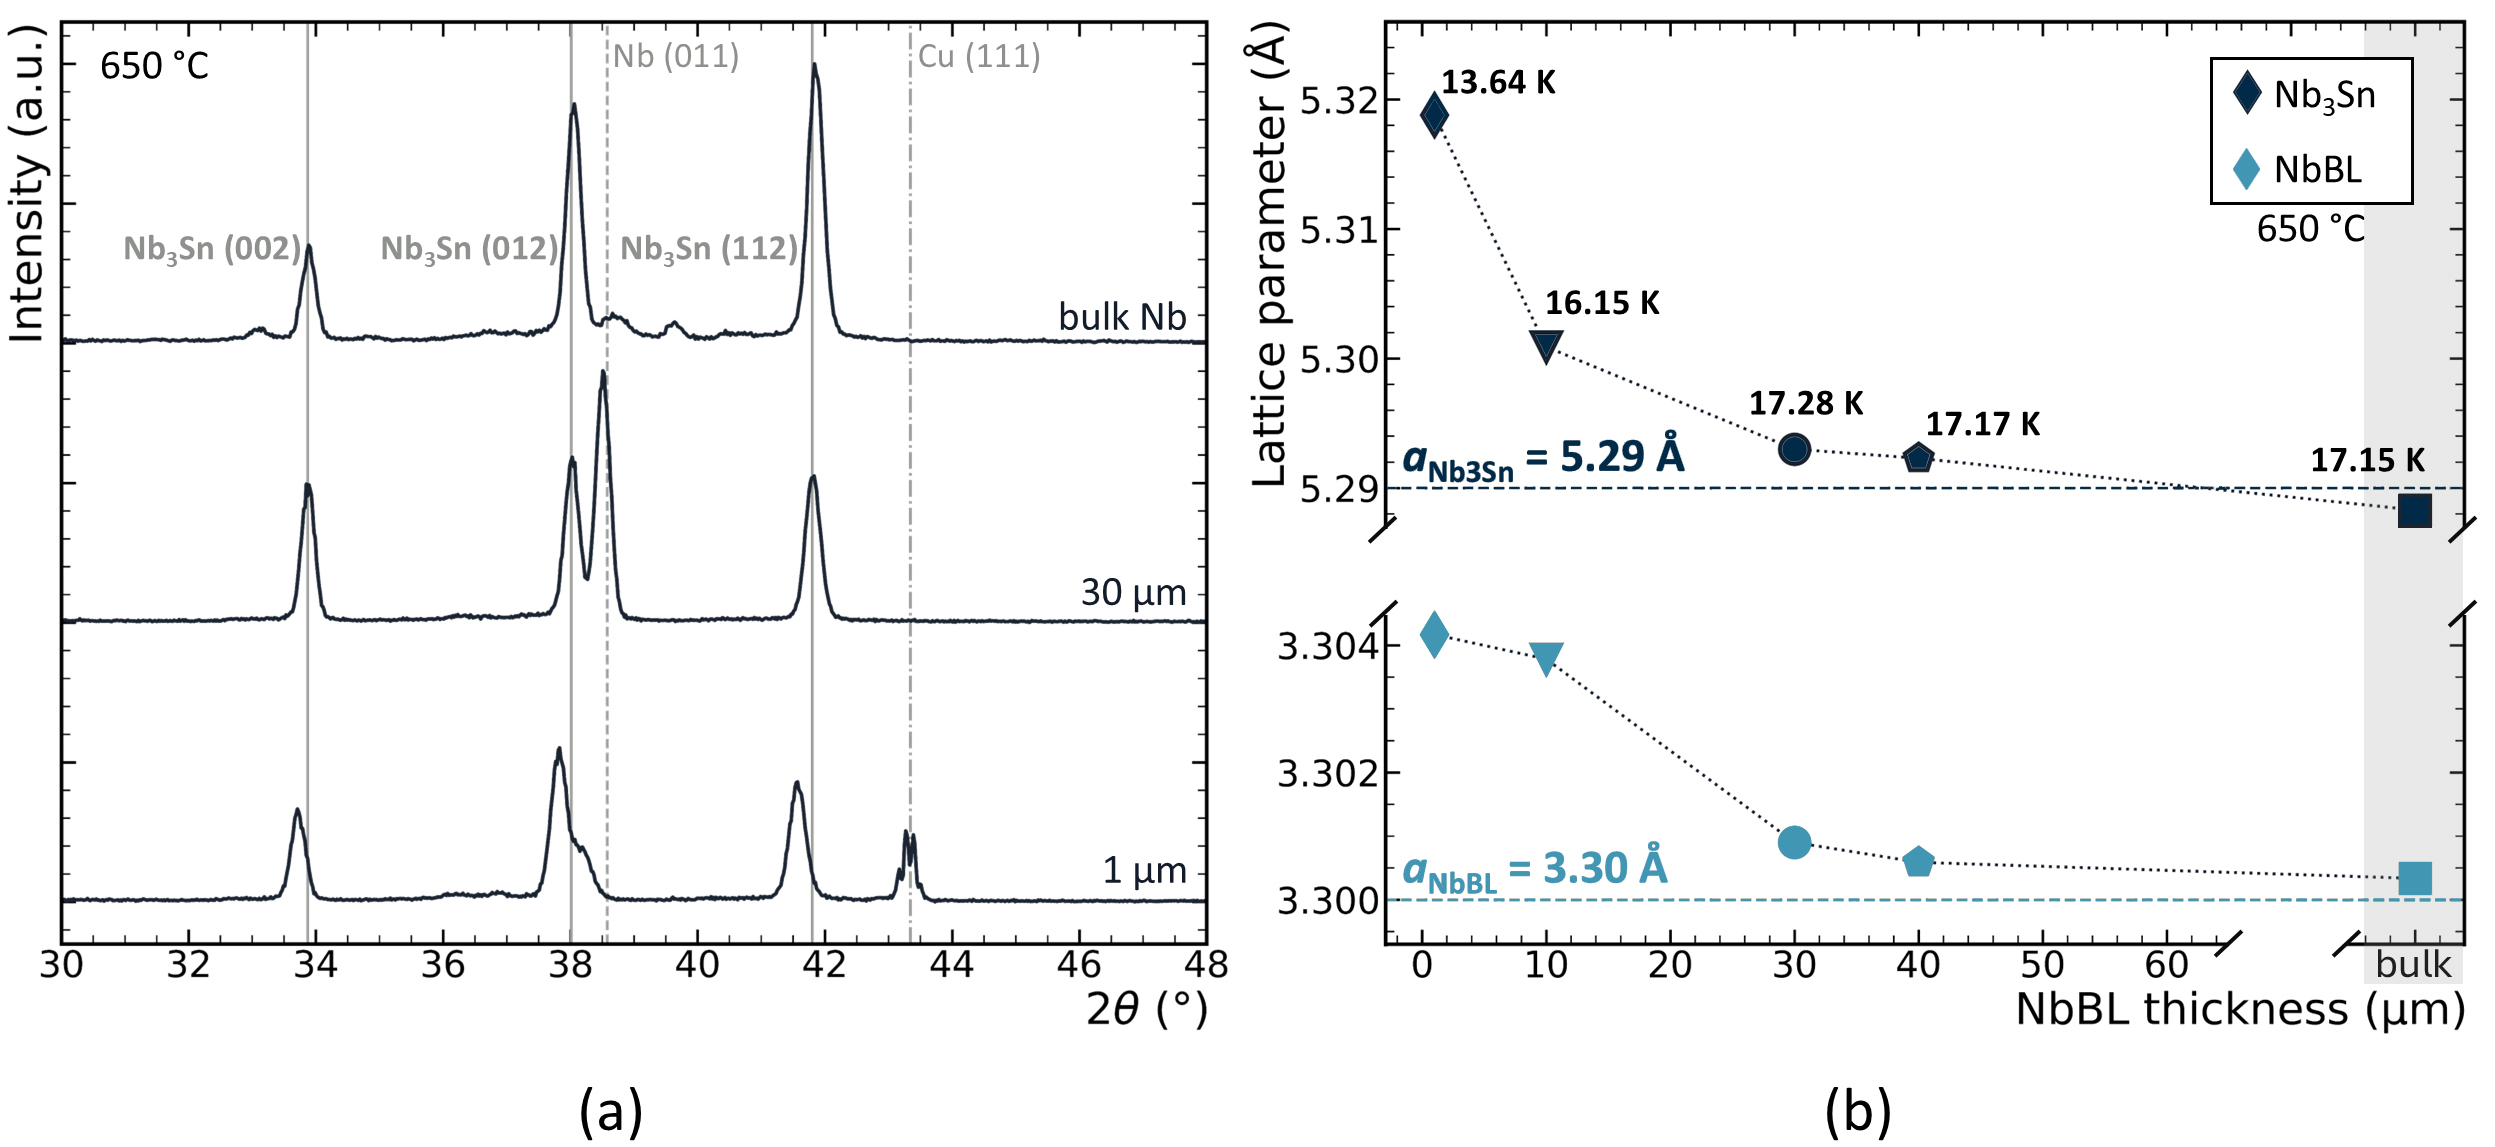 Intensity (a.u.)
650 °C
Nb (011)
Cu (111)
Nb₃Sn (002)
Nb₃Sn (012)
Nb₃Sn (112)
bulk Nb
30 µm
1 µm
30 32 34 36 38 40 42 44 46 48
2θ (°)
(a)
Lattice parameter (Å)
5.32
5.31
5.30
5.29
3.304
3.302
3.300
13.64 K
16.15 K
17.28 K
17.17 K
17.15 K
Nb₃Sn
NbBL
650 °C
aNb3Sn = 5.29 Å
aNbBL = 3.30 Å
0 10 20 30 40 50 60 bulk
NbBL thickness (µm)
(b)